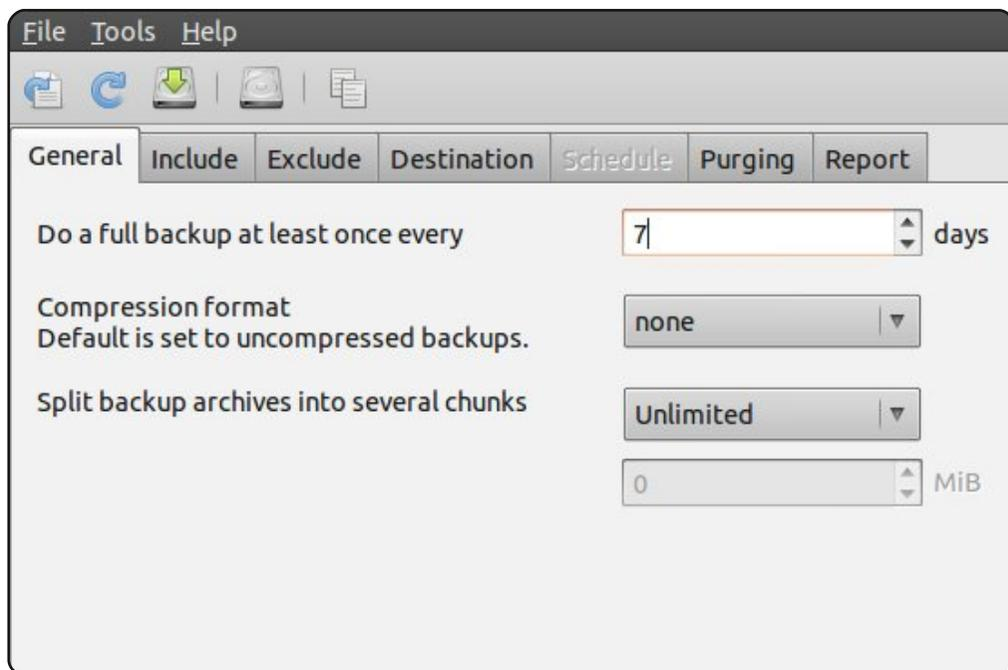 File Tools Help
General Include Exclude Destination Schedule Purging Report
Do a full backup at least once every 7 days
Compression format
Default is set to uncompressed backups. none
Split backup archives into several chunks Unlimited
0 MiB